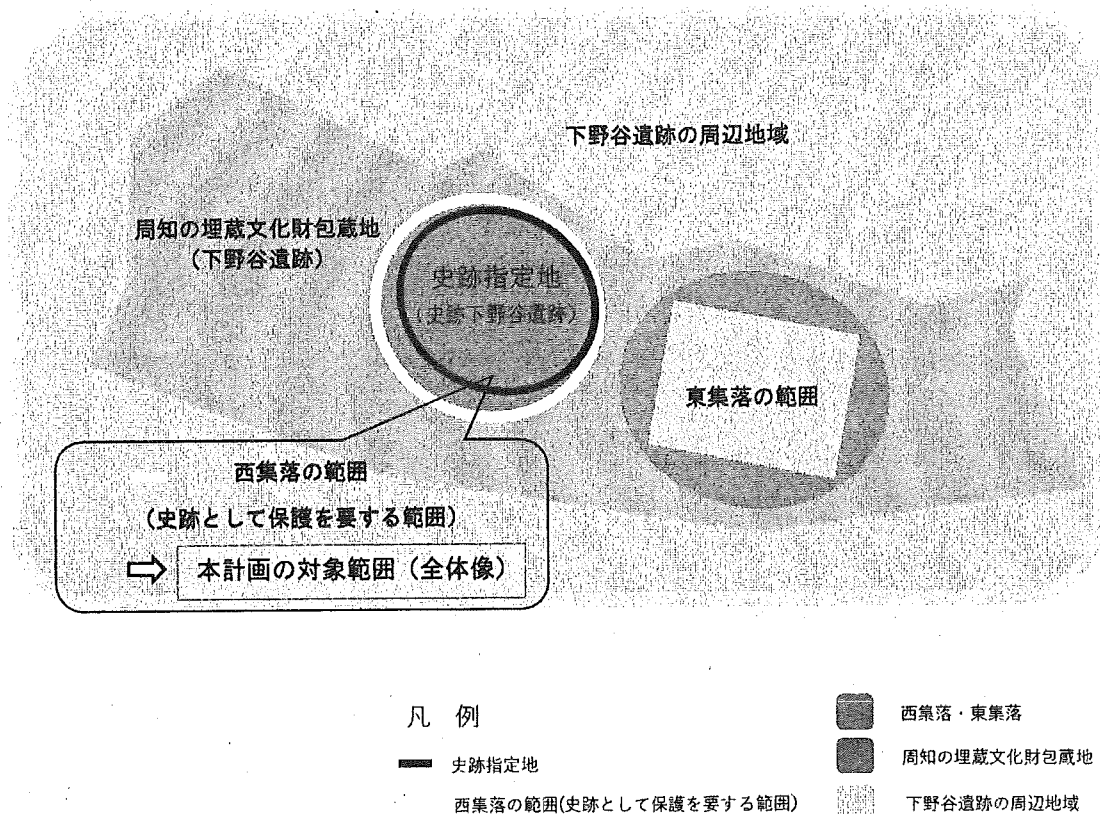 下野谷遺跡の周辺地域
周知の埋蔵文化財包蔵地
（下野谷遺跡）
史跡指定地
（史跡下野谷遺跡）
東集落の範囲
西集落の範囲
（史跡として保護を要する範囲）
⇨ 本計画の対象範囲（全体像）
凡 例
史跡指定地
西集落の範囲(史跡として保護を要する範囲)
西集落・東集落
周知の埋蔵文化財包蔵地
下野谷遺跡の周辺地域